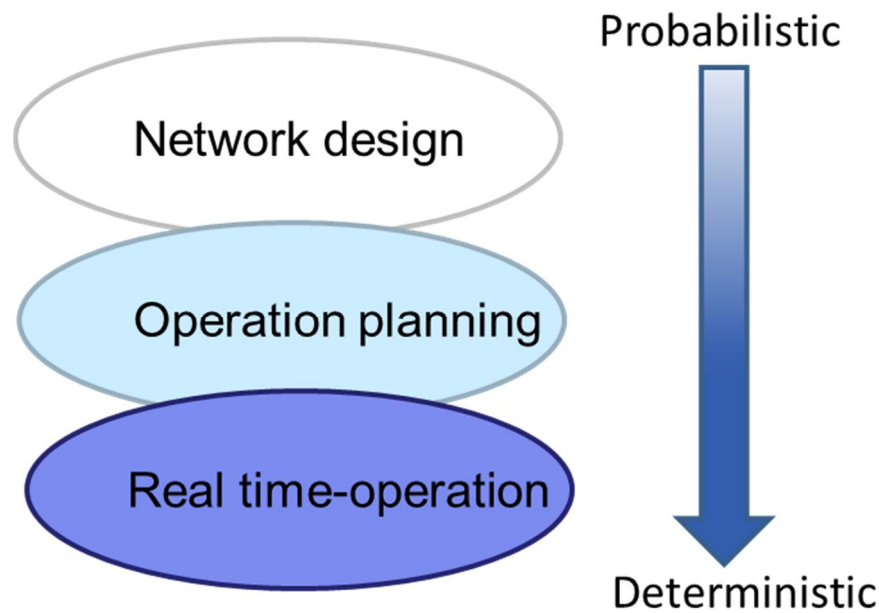 Probabilistic
Network design
Operation planning
Real time-operation
Deterministic